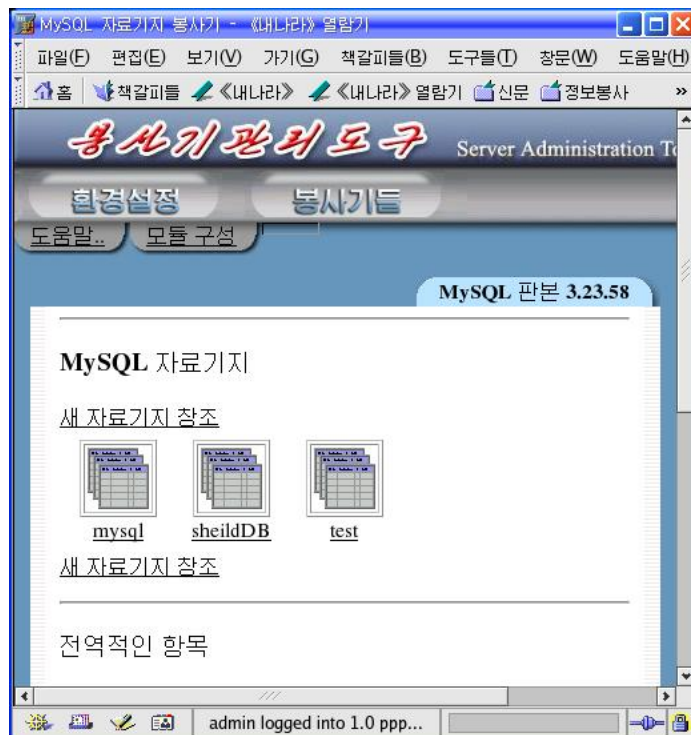 MySQL 자료기지 봉사기 - 《내나라》 열람기
파일(F) 편집(E) 보기(V) 가기(G) 책갈피들(B) 도구들(T) 창문(W) 도움말(H)
홈 책갈피들 《내나라》 《내나라》 열람기 신문 정보봉사 »
봉사기관리도구 Server Administration To
환경설정 봉사기들
도움말.. 모듈 구성
MySQL 판본 3.23.58
MySQL 자료기지
새 자료기지 창조
mysql sheildDB test
새 자료기지 창조
전역적인 항목
admin logged into 1.0 ppp...